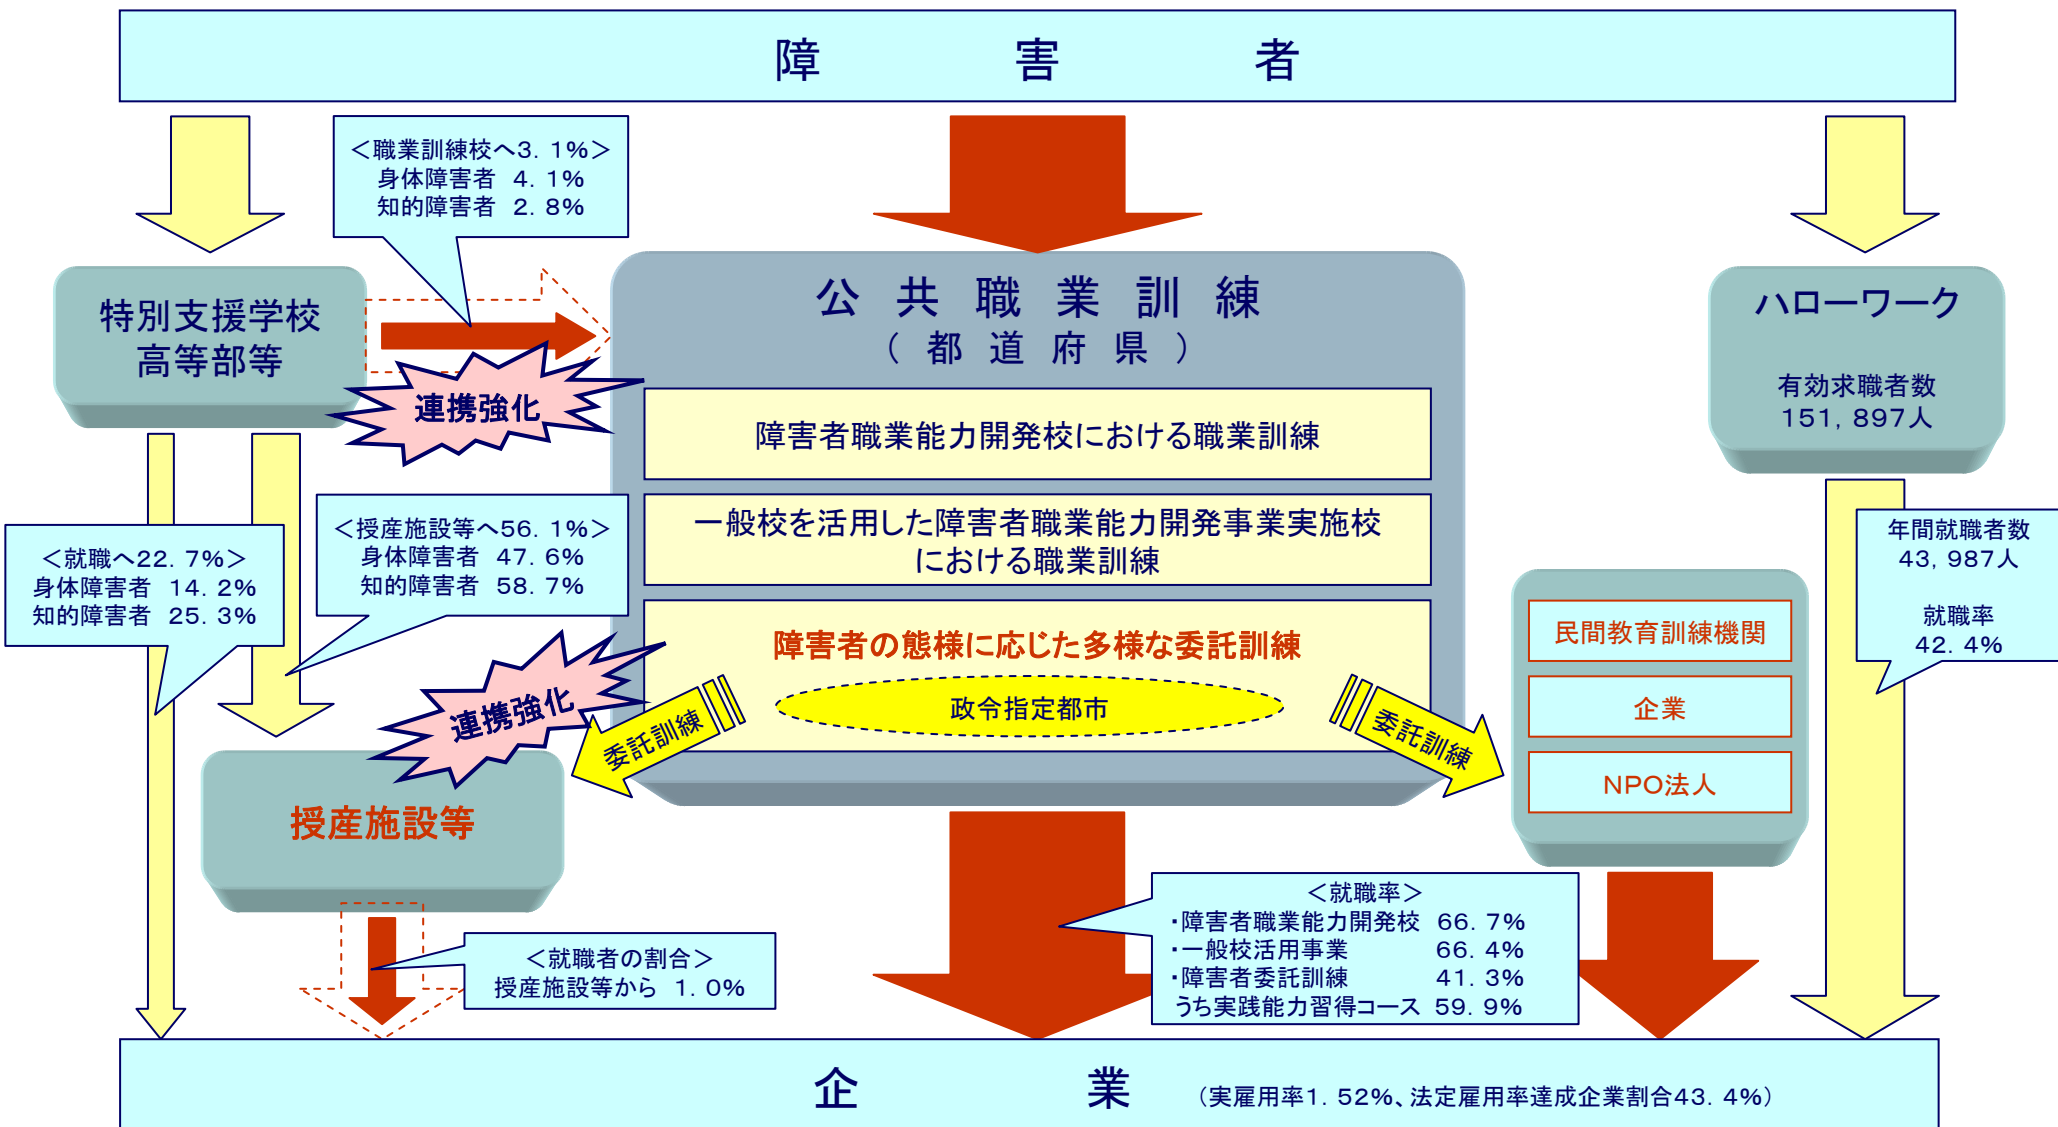 障害者
＜職業訓練校へ3．1%＞
身体障害者 4．1%
知的障害者 2．8%
特別支援学校
高等部等
公共職業訓練
（都道府県）
ハローワーク
有効求職者数
151，897人
連携強化
障害者職業能力開発校における職業訓練
一般校を活用した障害者職業能力開発事業実施校
における職業訓練
＜就職へ22．7%＞
身体障害者 14．2%
知的障害者 25．3%
＜授産施設等へ56．1%＞
身体障害者 47．6%
知的障害者 58．7%
年間就職者数
43，987人
就職率
42．4%
障害者の態様に応じた多様な委託訓練
政令指定都市
連携強化
委託訓練
委託訓練
民間教育訓練機関
企業
NPO法人
授産施設等
＜就職者の割合＞
授産施設等から 1．0%
＜就職率＞
・障害者職業能力開発校 66．7%
・一般校活用事業 66．4%
・障害者委託訓練 41．3%
うち実践能力習得コース 59．9%
企業 （実雇用率1．52%、法定雇用率達成企業割合43．4%）